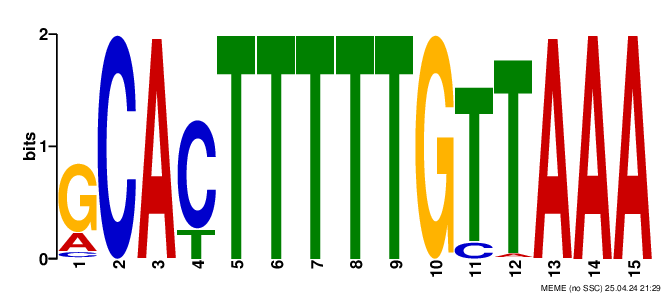 2
1
0
bits
G C A C T T T T T G T T A A A
A T C A
C
1 2 3 4 5 6 7 8 9 10 11 12 13 14 15
MEME (no SSC) 25.04.24 21:29